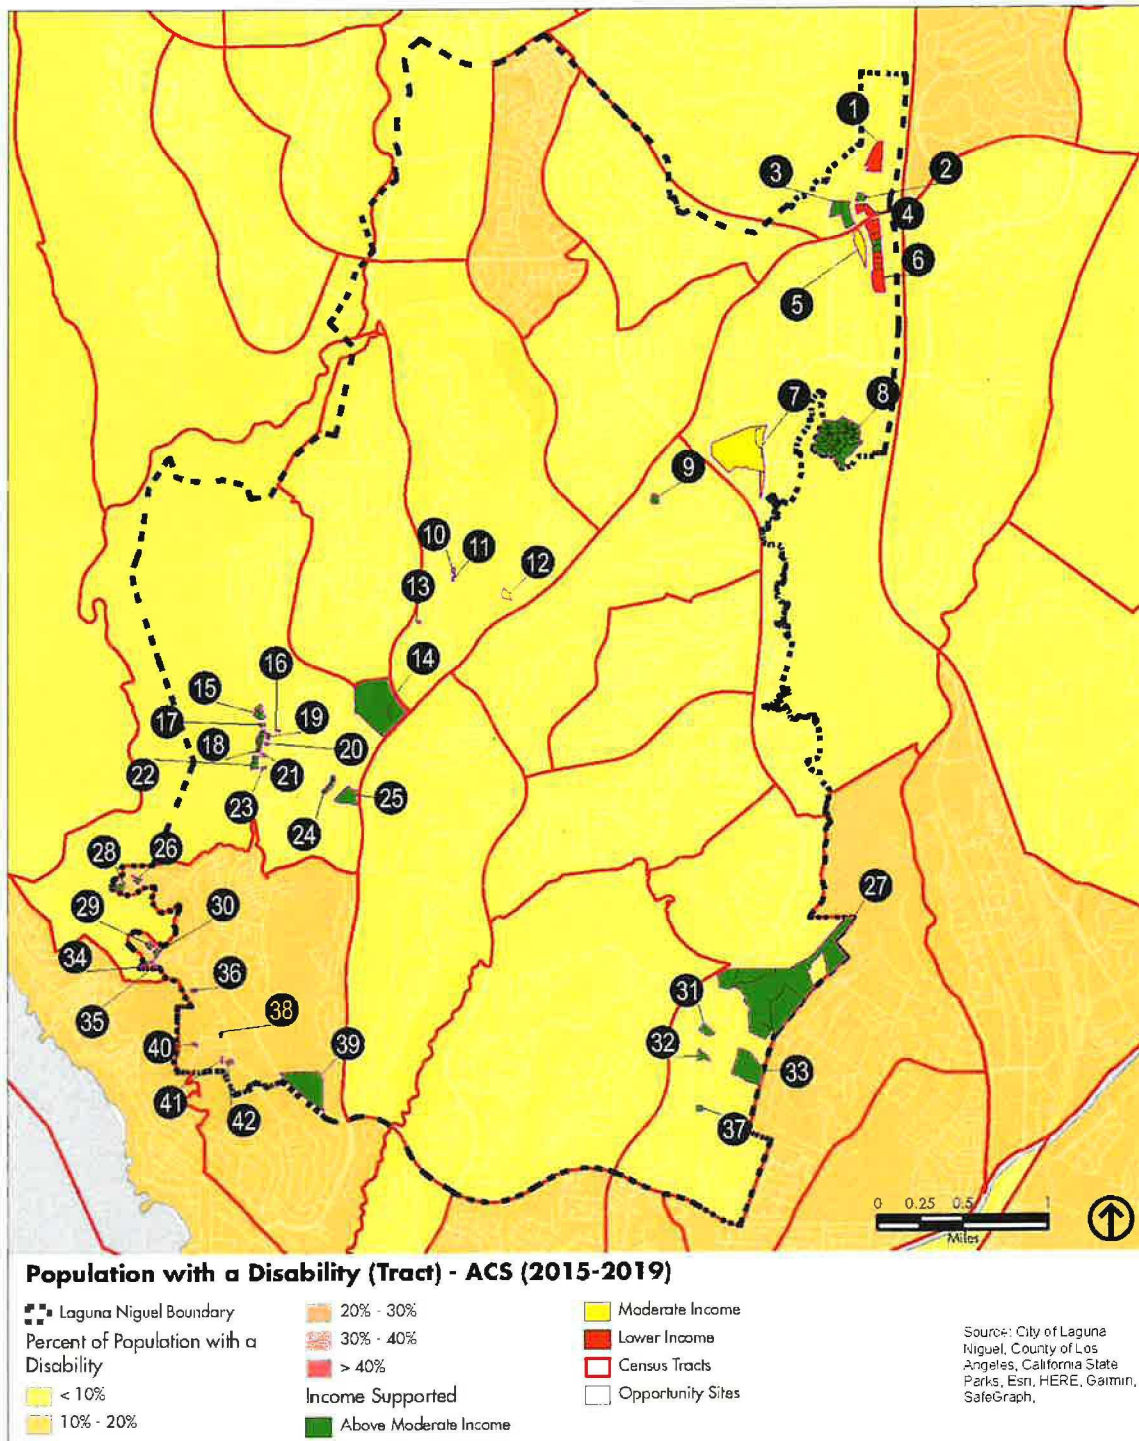 1
2
3
4
5
6
7
8
9
10
11
12
13
14
15
16
17
18
19
20
21
22
23
24
25
26
27
28
29
30
31
32
33
34
35
36
37
38
39
40
41
42
0 0.25 0.5 1
Miles
Population with a Disability (Tract) - ACS (2015-2019)
Laguna Niguel Boundary
Percent of Population with a
Disability
< 10%
10% - 20%
20% - 30%
30% - 40%
> 40%
Income Supported
Above Moderate Income
Moderate Income
Lower Income
Census Tracts
Opportunity Sites
Source: City of Laguna
Niguel, County of Los
Angeles, California State
Parks, Esri, HERE, Garmin,
SafeGraph,